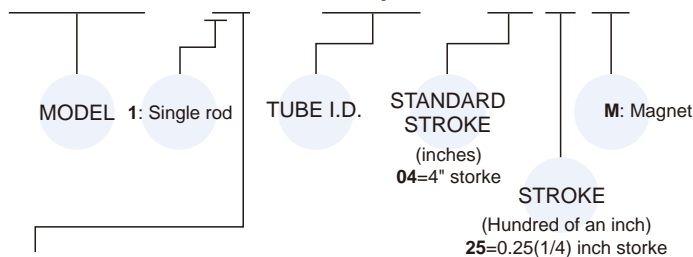 MODEL
1: Single rod
TUBE I.D.
STANDARD
STROKE
(inches)
04=4" storke
STROKE
(Hundred of an inch)
25=0.25(1/4) inch storke
M: Magnet